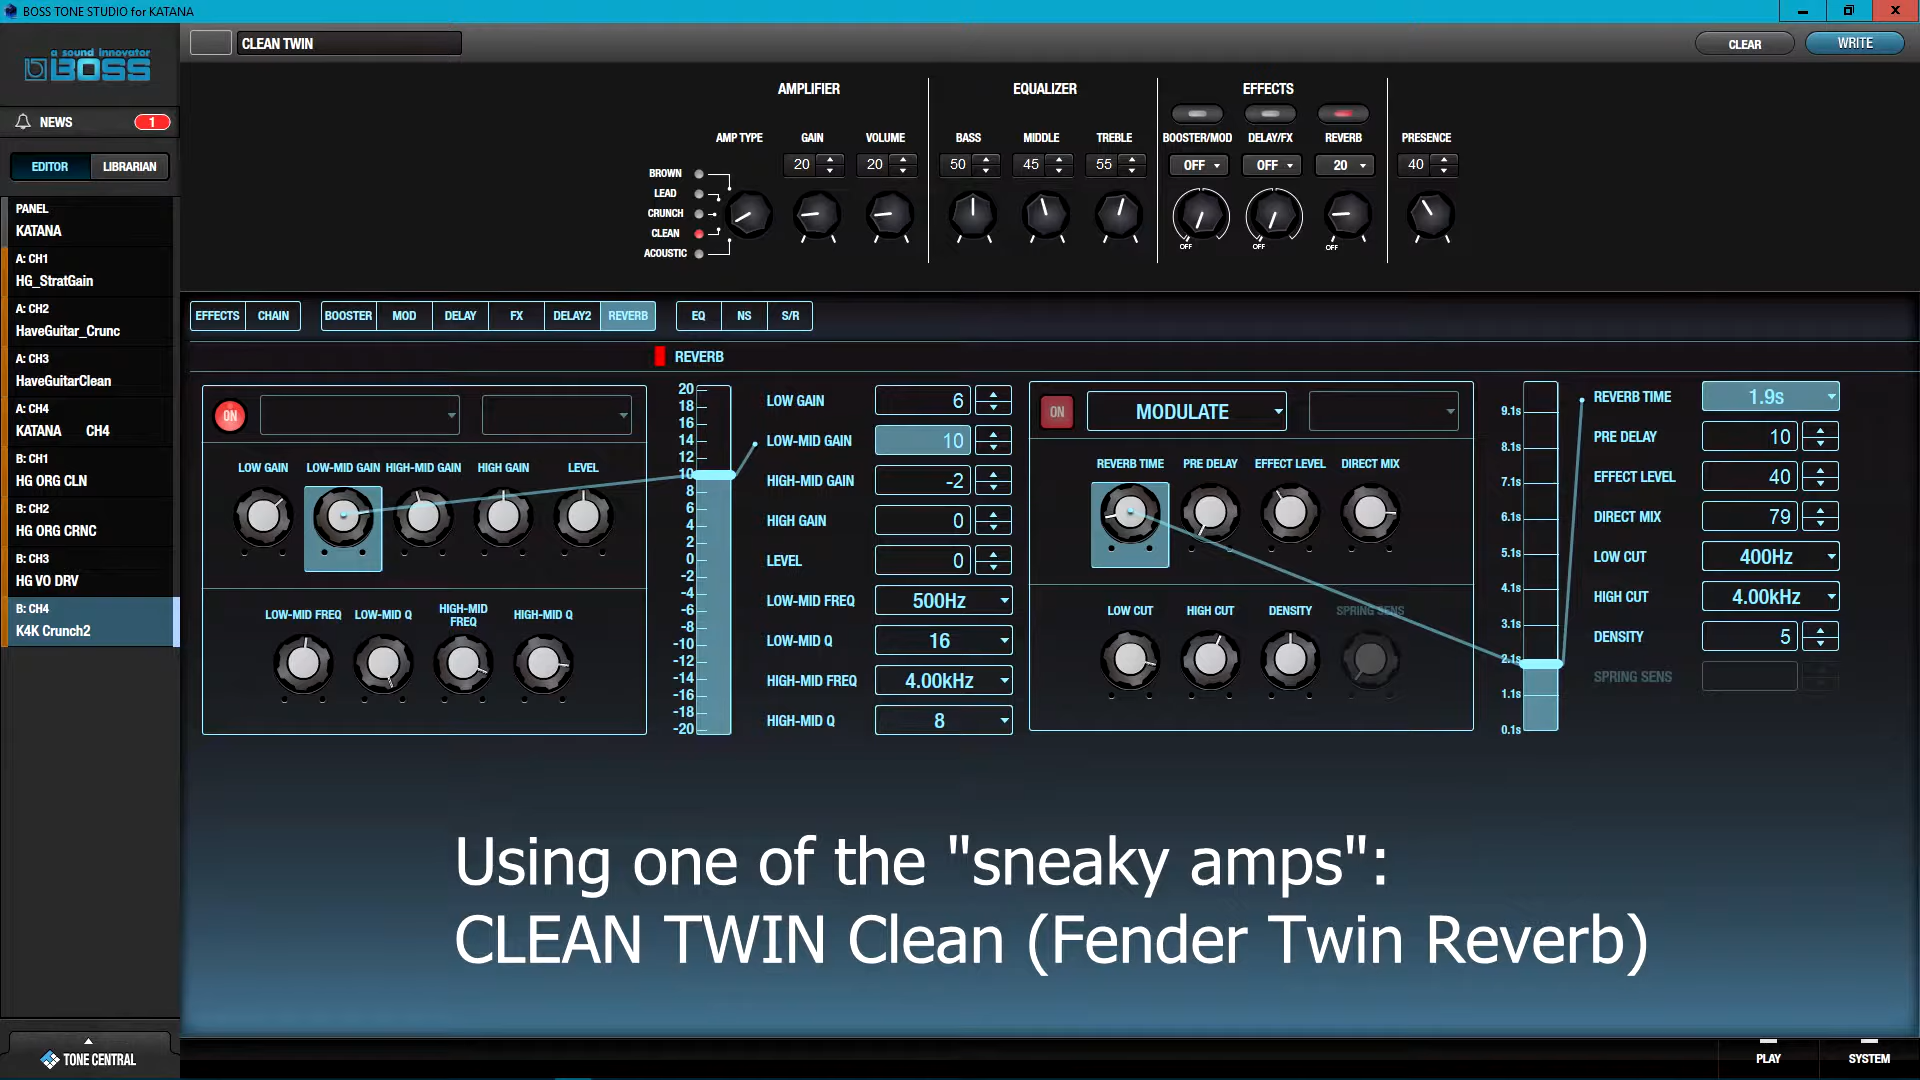 BOSS TONE STUDIO for KATANA
a sound innovator
BOSS
CLEAN TWIN
CLEAR
WRITE
NEWS
1
EDITOR
LIBRARIAN
PANEL
KATANA
A: CH1
HG_StratGain
A: CH2
HaveGuitar_Crunc
A: CH3
HaveGuitarClean
A: CH4
KATANA CH4
B: CH1
HG ORG CLN
B: CH2
HG ORG CRNC
B: CH3
HG VO DRV
B: CH4
K4K Crunch2
TONE CENTRAL
AMPLIFIER
EQUALIZER
EFFECTS
AMP TYPE
GAIN
VOLUME
BASS
MIDDLE
TREBLE
BOOSTER/MOD
DELAY/FX
REVERB
PRESENCE
20
20
50
45
55
OFF
OFF
20
40
BROWN
LEAD
CRUNCH
CLEAN
ACOUSTIC
OFF
OFF
OFF
EFFECTS
CHAIN
BOOSTER
MOD
DELAY
FX
DELAY2
REVERB
EQ
NS
S/R
REVERB
ON
LOW GAIN
LOW-MID GAIN
HIGH-MID GAIN
HIGH GAIN
LEVEL
LOW-MID FREQ
LOW-MID Q
HIGH-MID
FREQ
HIGH-MID Q
20
18
16
14
12
10
8
6
4
2
0
-2
-4
-6
-8
-10
-12
-14
-16
-18
-20
LOW GAIN 6
LOW-MID GAIN 10
HIGH-MID GAIN -2
HIGH GAIN 0
LEVEL 0
LOW-MID FREQ 500Hz
LOW-MID Q 16
HIGH-MID FREQ 4.00kHz
HIGH-MID Q 8
ON
MODULATE
REVERB TIME
PRE DELAY
EFFECT LEVEL
DIRECT MIX
LOW CUT
HIGH CUT
DENSITY
SPRING SENS
9.1s
8.1s
7.1s
6.1s
5.1s
4.1s
3.1s
2.1s
1.1s
0.1s
REVERB TIME 1.9s
PRE DELAY 10
EFFECT LEVEL 40
DIRECT MIX 79
LOW CUT 400Hz
HIGH CUT 4.00kHz
DENSITY 5
SPRING SENS
Using one of the "sneaky amps":
CLEAN TWIN Clean (Fender Twin Reverb)
PLAY
SYSTEM